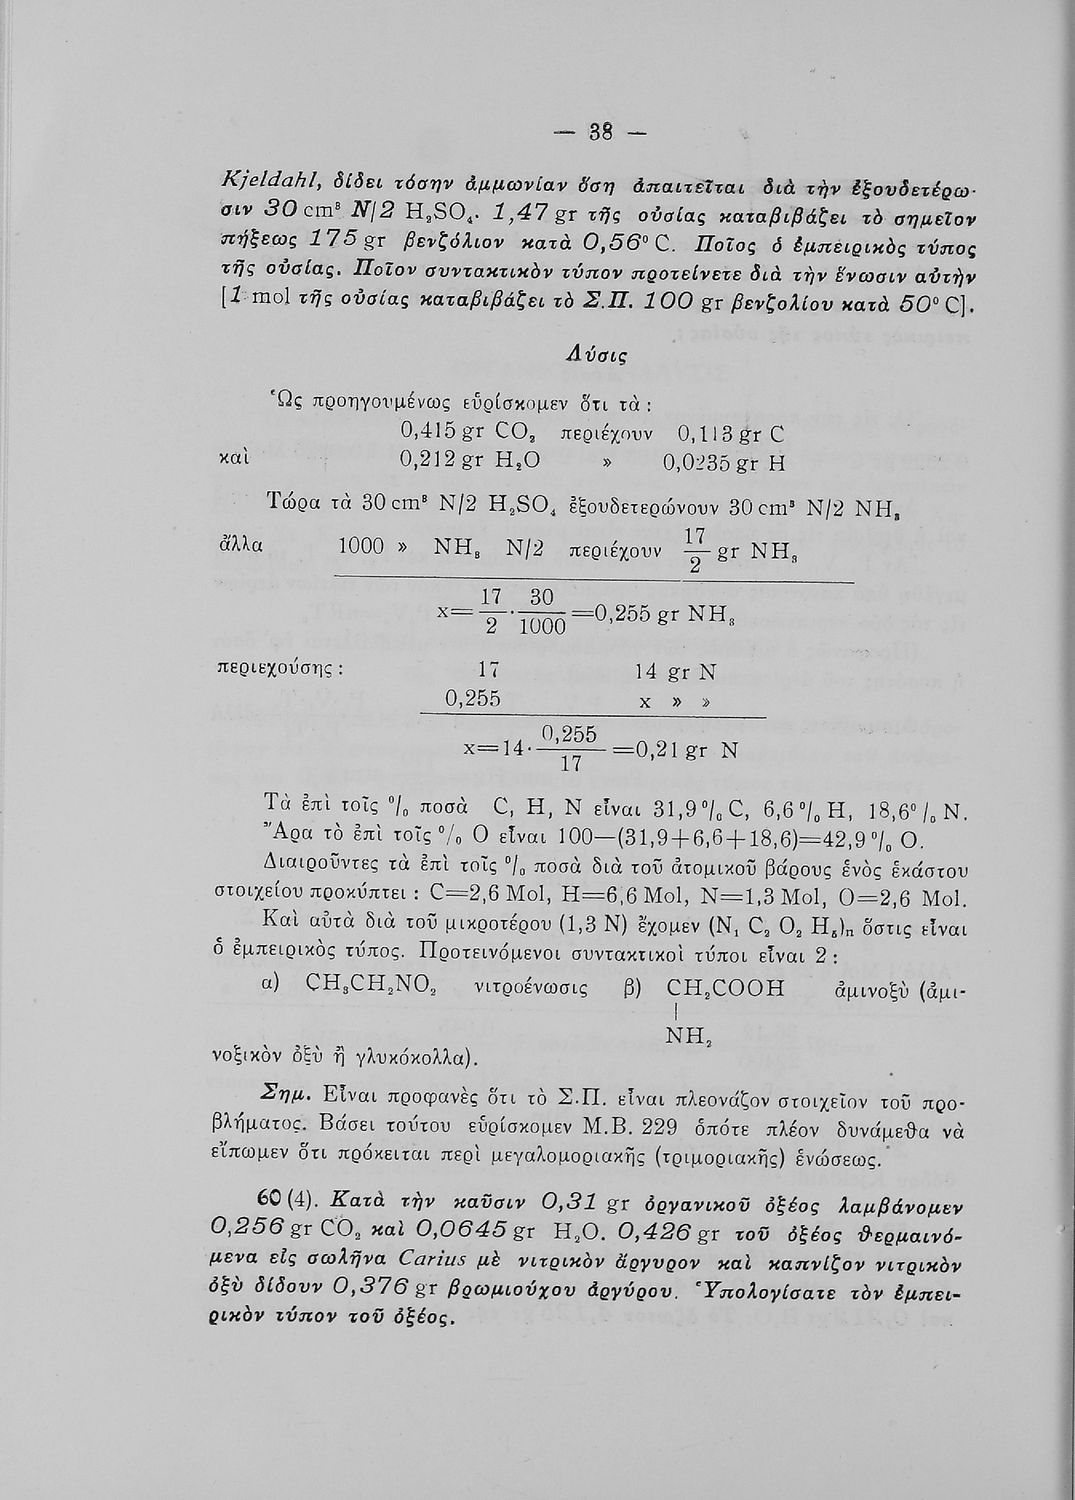 — 38 —
Kjeldahl, δίδει τόσην ἀμμωνίαν ὅση ἀπαιτεῖται διὰ τὴν ἐξουδετέρω-
σιν 30 cm³ N/2 H₂SO₄. 1,47 gr τῆς οὐσίας καταβιβάζει τὸ σημεῖον
πήξεως 175 gr βενζόλιον κατὰ 0,56° C. Ποῖος ὁ ἐμπειρικὸς τύπος
τῆς οὐσίας. Ποῖον συντακτικὸν τύπον προτείνετε διὰ τὴν ἕνωσιν αὐτὴν
[1 mol τῆς οὐσίας καταβιβάζει τὸ Σ.Π. 100 gr βενζολίου κατὰ 50° C].
Λύσις
Ὡς προηγουμένως εὑρίσκομεν ὅτι τὰ :
0,415 gr CO₂ περιέχουν 0,113 gr C
καὶ 0,212 gr H₂O » 0,0235 gr H
Τώρα τὰ 30 cm³ N/2 H₂SO₄ ἐξουδετερώνουν 30 cm³ N/2 NH₃
ἄλλα 1000 » NH₃ N/2 περιέχουν 17/2 gr NH₃
x = 17/2 · 30/1000 = 0,255 gr NH₃
περιεχούσης : 17 14 gr N
0,255 x » »
x = 14 · 0,255/17 = 0,21 gr N
Τὰ ἐπὶ τοῖς % ποσὰ C, H, N εἶναι 31,9 % C, 6,6 % H, 18,6 % N.
Ἄρα τὸ ἐπὶ τοῖς % O εἶναι 100—(31,9+6,6+18,6)=42,9 % O.
Διαιροῦντες τὰ ἐπὶ τοῖς % ποσὰ διὰ τοῦ ἀτομικοῦ βάρους ἑνὸς ἑκάστου
στοιχείου προκύπτει : C=2,6 Mol, H=6,6 Mol, N=1,3 Mol, O=2,6 Mol.
Καὶ αὐτὰ διὰ τοῦ μικροτέρου (1,3 N) ἔχομεν (N₁ C₂ O₂ H₅)ₙ ὅστις εἶναι
ὁ ἐμπειρικὸς τύπος. Προτεινόμενοι συντακτικοὶ τύποι εἶναι 2 :
α) CH₃CH₂NO₂ νιτροένωσις β) CH₂COOH ἀμινοξὺ (ἀμι-
|
NH₂
νοξικὸν ὀξὺ ἢ γλυκόκολλα).
Σημ. Εἶναι προφανὲς ὅτι τὸ Σ.Π. εἶναι πλεονάζον στοιχεῖον τοῦ προ-
βλήματος. Βάσει τούτου εὑρίσκομεν Μ.Β. 229 ὁπότε πλέον δυνάμεθα νὰ
εἴπωμεν ὅτι πρόκειται περὶ μεγαλομοριακῆς (τριμοριακῆς) ἑνώσεως.
60 (4). Κατὰ τὴν καῦσιν 0,31 gr ὀργανικοῦ ὀξέος λαμβάνομεν
0,256 gr CO₂ καὶ 0,0645 gr H₂O. 0,426 gr τοῦ ὀξέος θερμαινό-
μενα εἰς σωλῆνα Carius μὲ νιτρικὸν ἄργυρον καὶ καπνίζον νιτρικὸν
ὀξὺ δίδουν 0,376 gr βρωμιούχου ἀργύρου. Ὑπολογίσατε τὸν ἐμπει-
ρικὸν τύπον τοῦ ὀξέος.